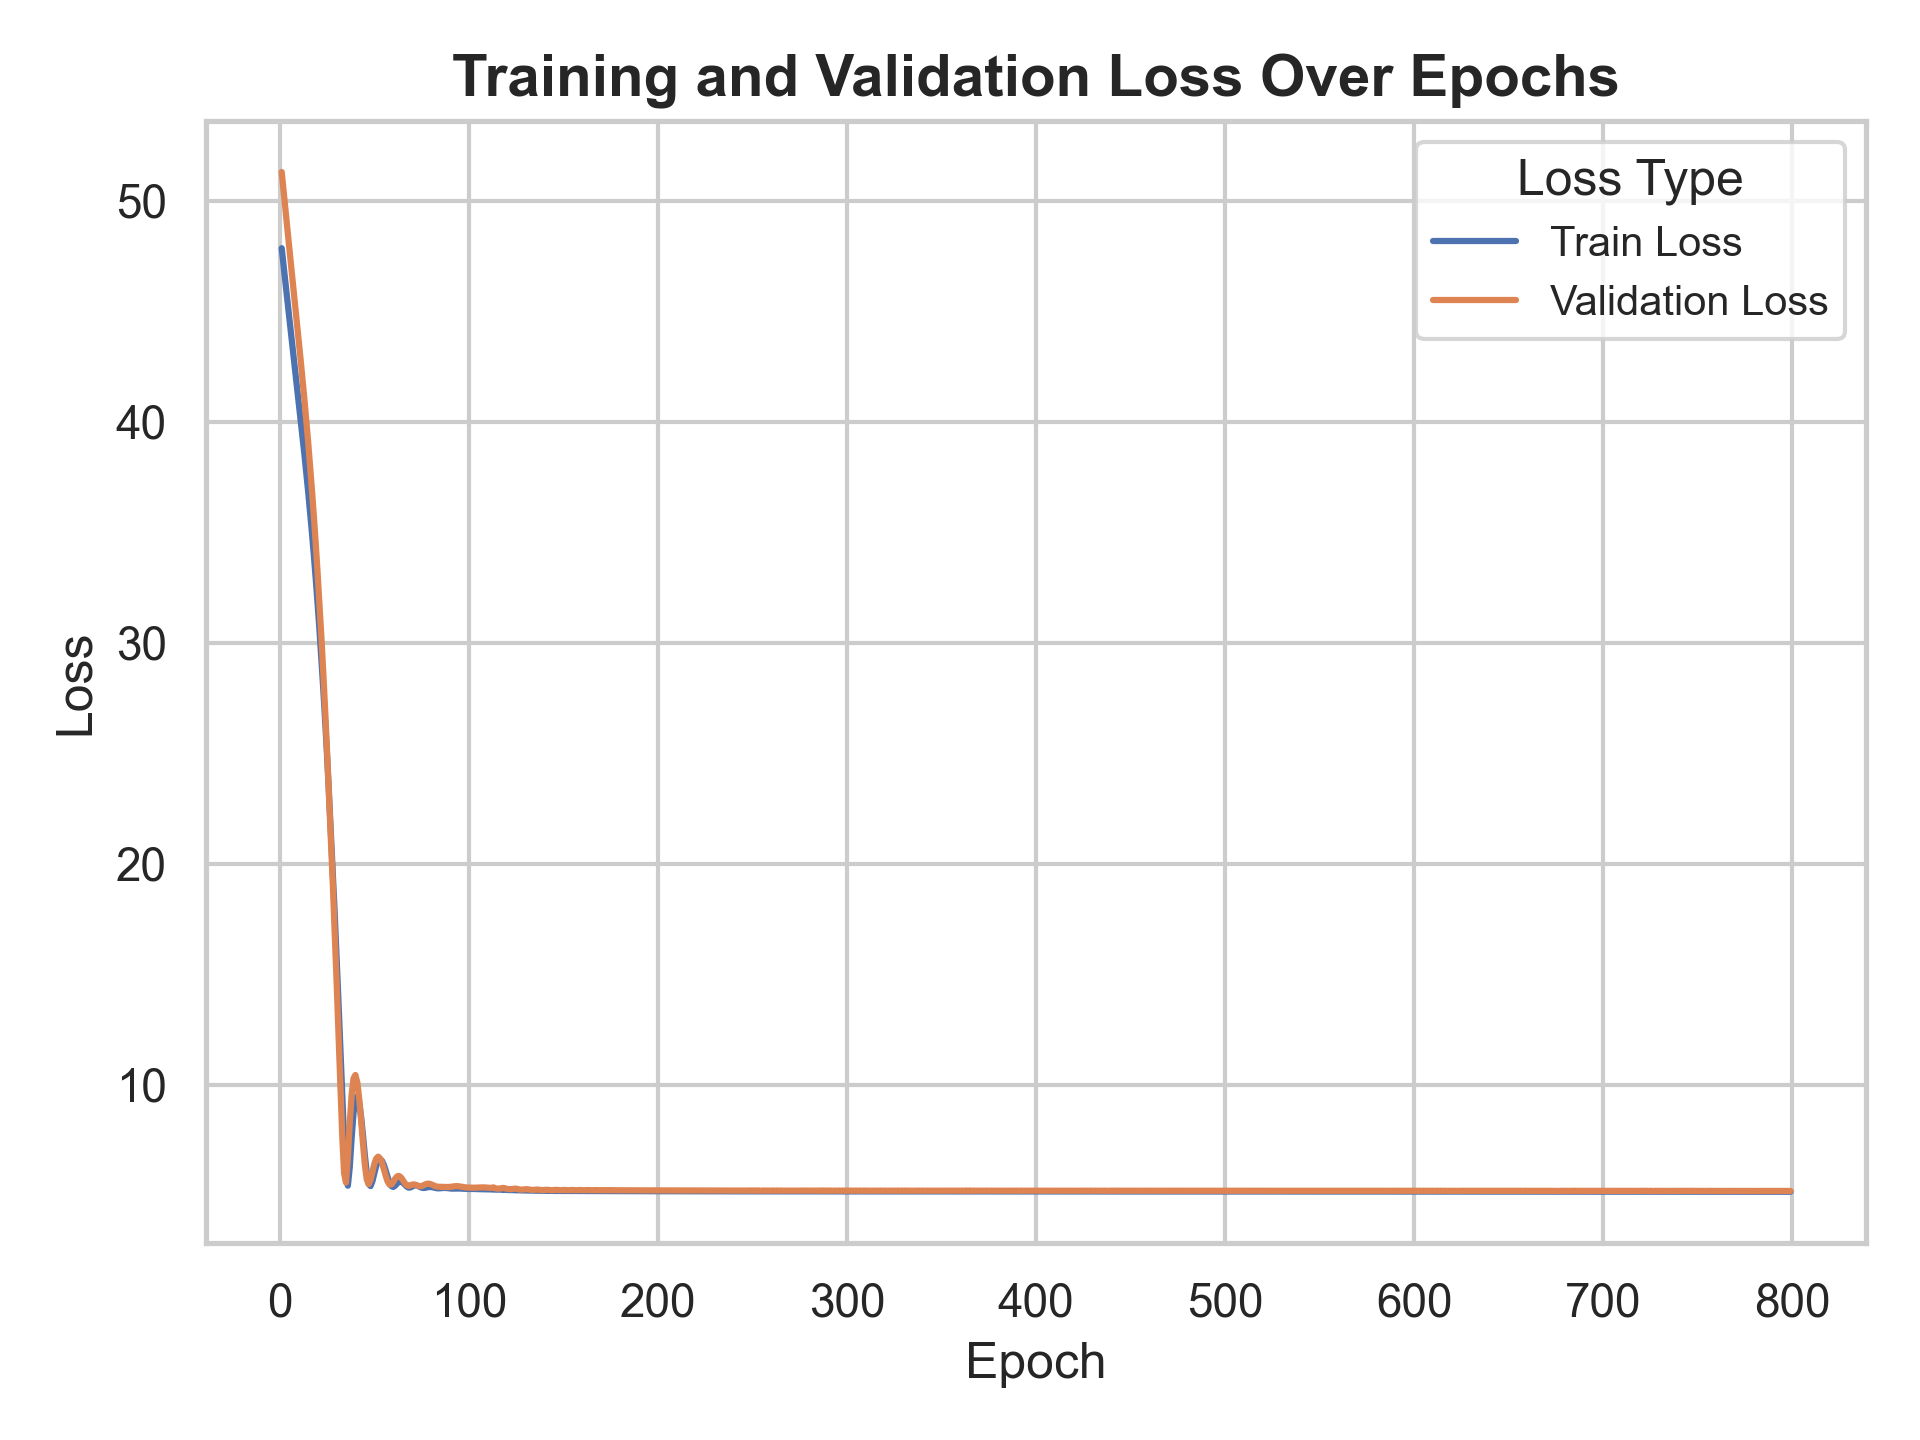 Training and Validation Loss Over Epochs
Loss Type
Train Loss
Validation Loss
Loss
50
40
30
20
10
0 100 200 300 400 500 600 700 800
Epoch